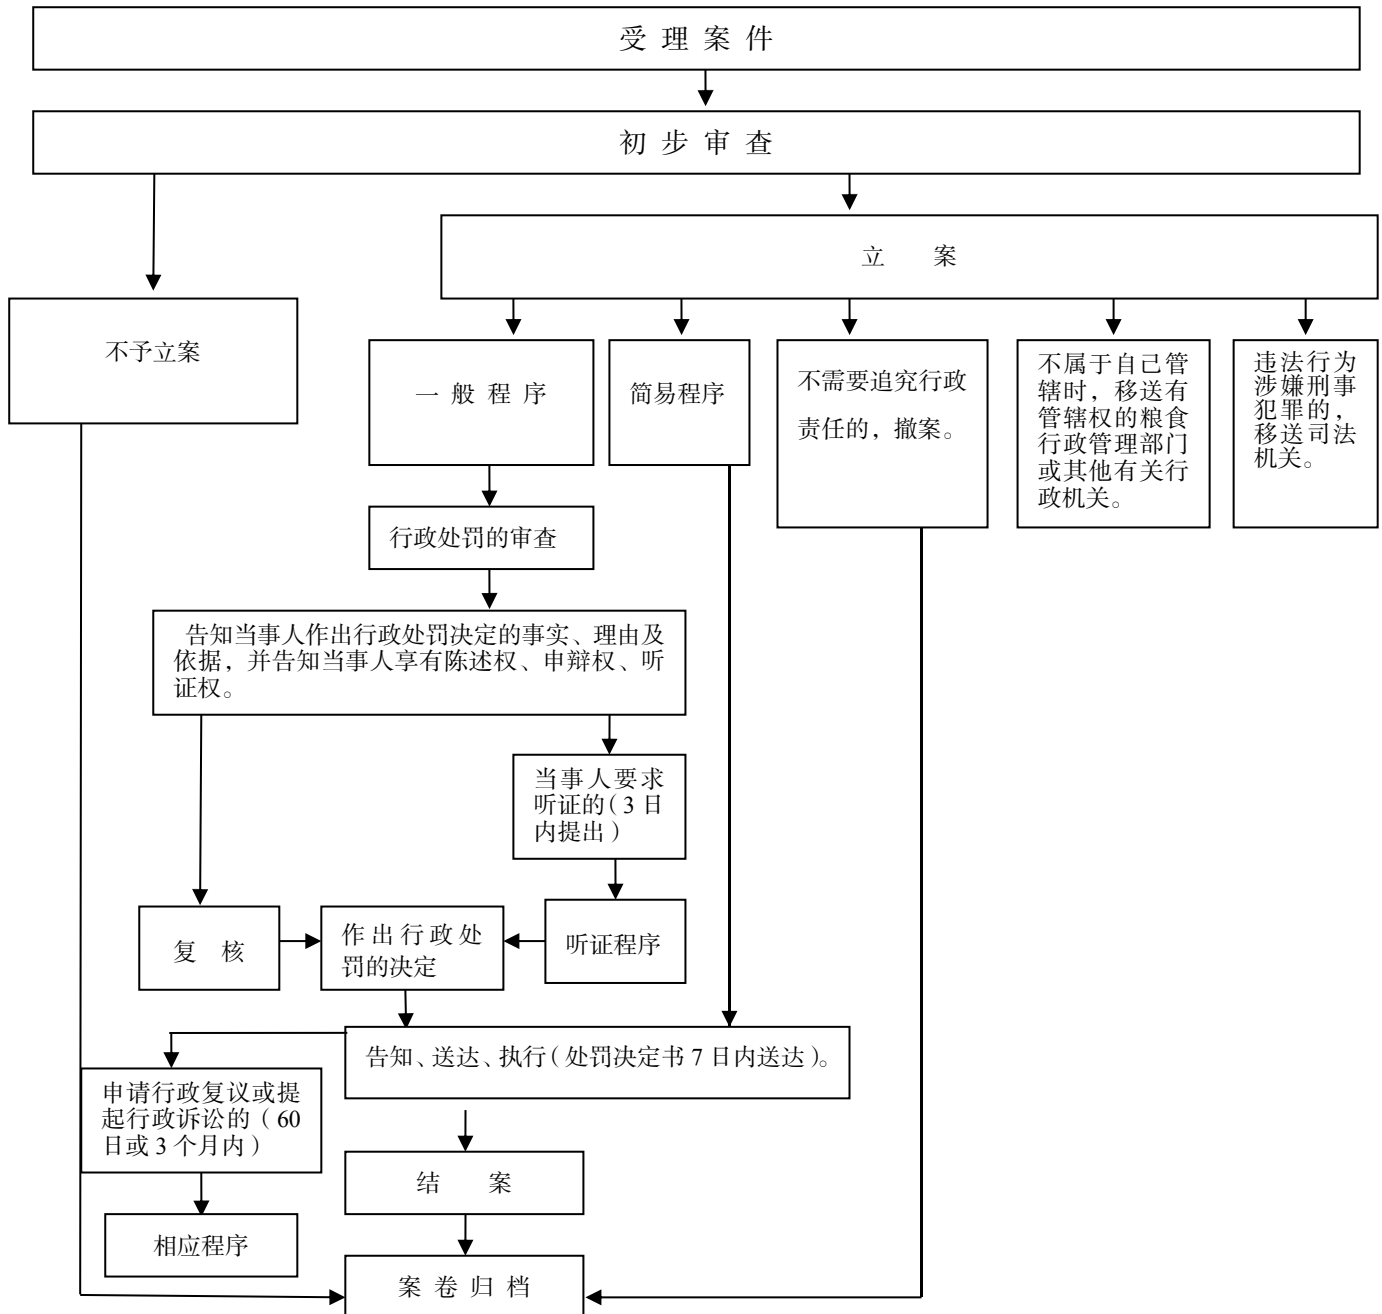 受理案件
初步审查
立 案
不予立案
一般程序
简易程序
不需要追究行政
责任的，撤案。
不属于自己管
辖时，移送有
管辖权的粮食
行政管理部门
或其他有关行
政机关。
违法行为
涉嫌刑事
犯罪的，
移送司法
机关。
行政处罚的审查
告知当事人作出行政处罚决定的事实、理由及
依据，并告知当事人享有陈述权、申辩权、听
证权。
当事人要求
听证的（3 日
内提出）
复 核
作出行政处
罚的决定
听证程序
告知、送达、执行（处罚决定书 7 日内送达）。
申请行政复议或提
起行政诉讼的（60
日或 3 个月内）
结 案
相应程序
案卷归档